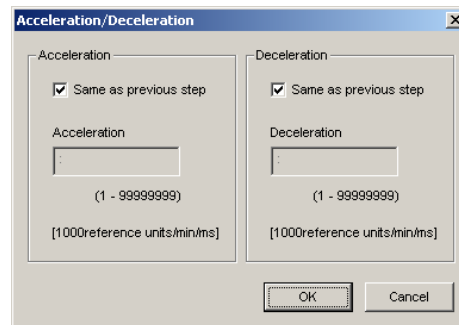 Acceleration/Deceleration
Acceleration
Same as previous step
Acceleration
:
(1 - 99999999)
[1000reference units/min/ms]
Deceleration
Same as previous step
Deceleration
:
(1 - 99999999)
[1000reference units/min/ms]
OK
Cancel